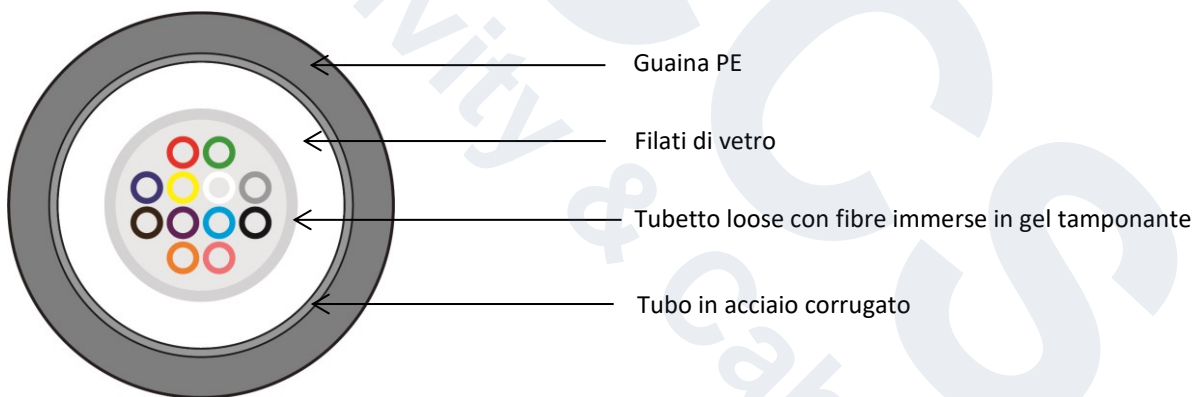 Guaina PE
Filati di vetro
Tubetto loose con fibre immerse in gel tamponante
Tubo in acciaio corrugato